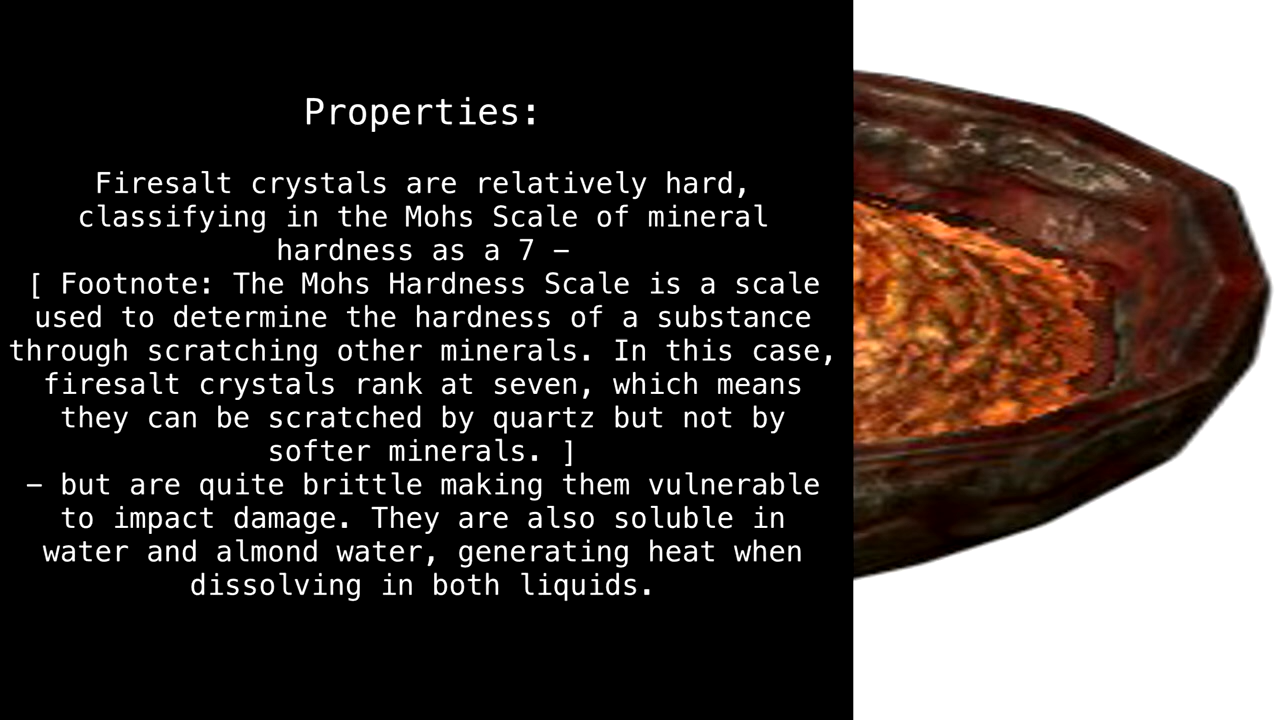 Properties:
Firesalt crystals are relatively hard,
classifying in the Mohs Scale of mineral
hardness as a 7 –
[ Footnote: The Mohs Hardness Scale is a scale
used to determine the hardness of a substance
through scratching other minerals. In this case,
firesalt crystals rank at seven, which means
they can be scratched by quartz but not by
softer minerals. ]
– but are quite brittle making them vulnerable
to impact damage. They are also soluble in
water and almond water, generating heat when
dissolving in both liquids.